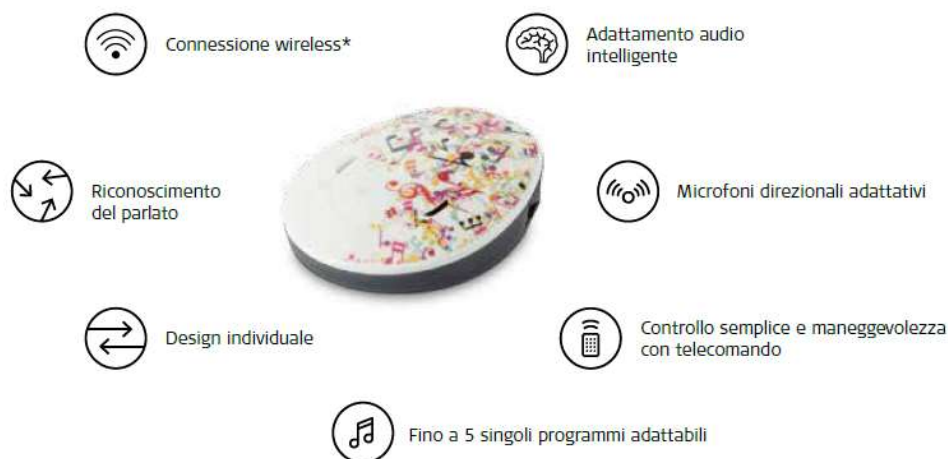 Connessione wireless*
Adattamento audio
intelligente
Riconoscimento
del parlato
Microfoni direzionali adattativi
Design individuale
Controllo semplice e maneggevolezza
con telecomando
Fino a 5 singoli programmi adattabili